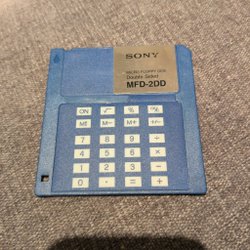 SONY
MICRO FLOPPY DISK
Double Sided
MFD-2DD
ON √ % %
M≡ M− M+ +/−
7 8 9 ÷
4 5 6 ×
1 2 3 −
0 · = +